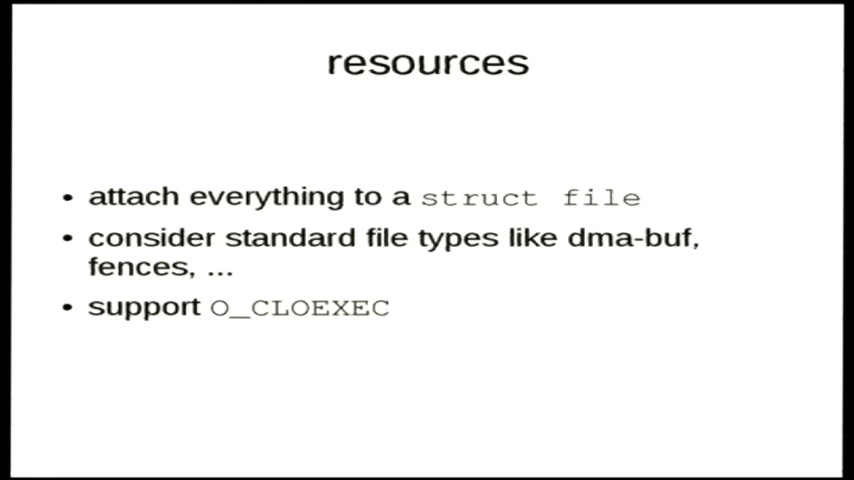 resources
• attach everything to a struct file
• consider standard file types like dma-buf,
fences, ...
• support O_CLOEXEC